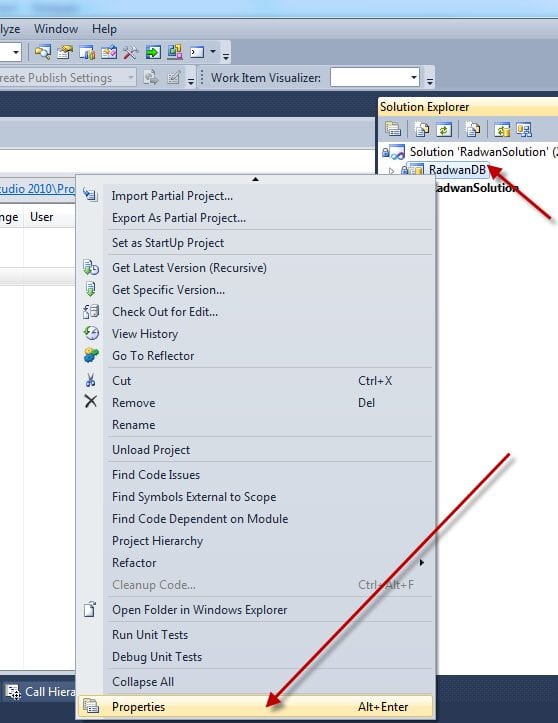 lyze Window Help
reate Publish Settings Work Item Visualizer:
Solution Explorer
Solution 'RadwanSolution' (2
RadwanDB
adwanSolution
tudio 2010\Pro
nge User
Import Partial Project...
Export As Partial Project...
Set as StartUp Project
Get Latest Version (Recursive)
Get Specific Version...
Check Out for Edit...
View History
Go To Reflector
Cut Ctrl+X
Remove Del
Rename
Unload Project
Find Code Issues
Find Symbols External to Scope
Find Code Dependent on Module
Project Hierarchy
Refactor
Cleanup Code... Ctrl+Alt+F
Open Folder in Windows Explorer
Run Unit Tests
Debug Unit Tests
Collapse All
Call Hiera
Properties Alt+Enter